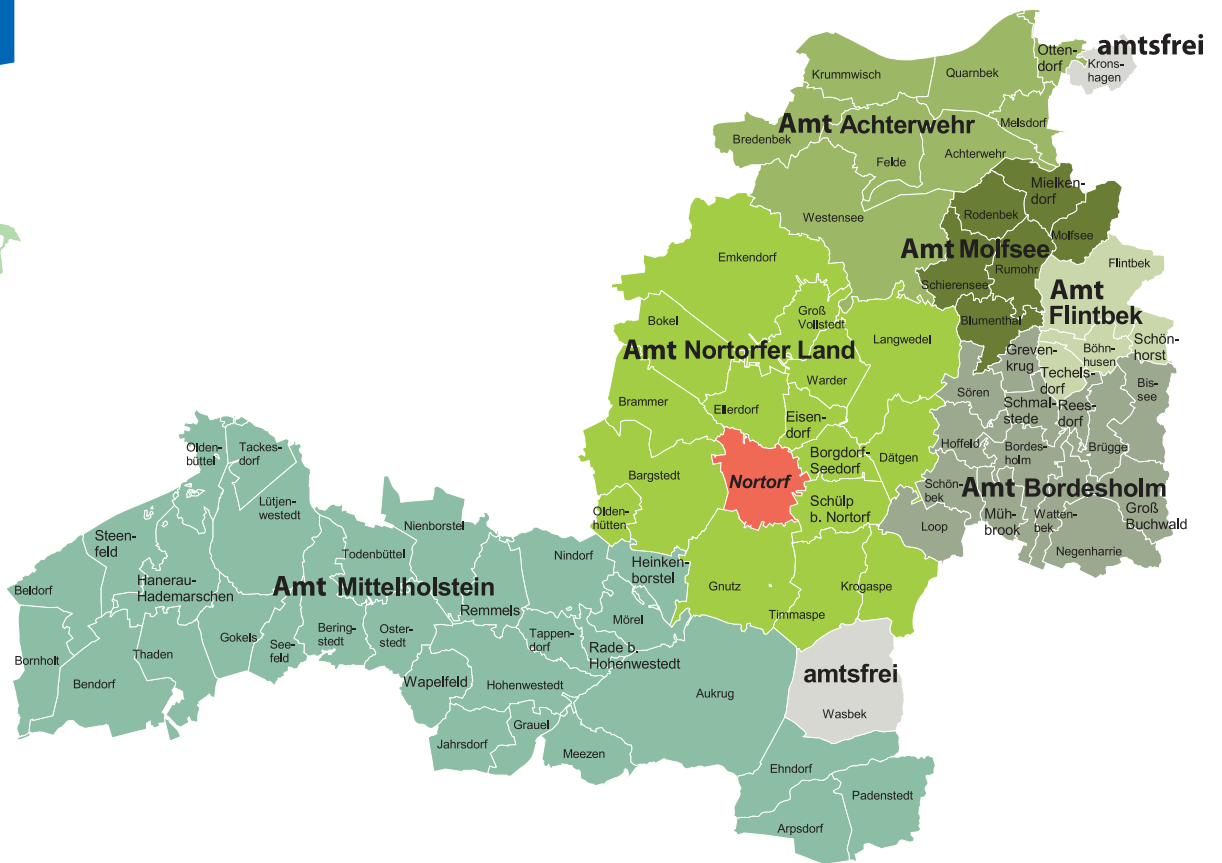 Otten-
dorf
amtsfrei
Krons-
hagen
Krummwisch
Quarnbek
Amt Achterwehr
Melsdorf
Bredenbek
Felde
Achterwehr
Westensee
Mielken-
dorf
Rodenbek
Molfsee
Amt Molfsee
Rumohr
Schierensee
Blumenthal
Flintbek
Amt
Flintbek
Böhn-
husen
Schön-
horst
Techels-
dorf
Emkendorf
Bokel
Groß
Vollstedt
Langwedel
Amt Nortorfer Land
Warder
Brammer
Ellerdorf
Eisen-
dorf
Bargstedt
Nortorf
Borgdorf-
Seedorf
Dätgen
Olden-
hütten
Schülp
b. Nortorf
Gnutz
Timmaspe
Krogaspe
Greven-
krug
Sören
Schmal-
stede
Rees-
dorf
Bis-
see
Hoffeld
Bordes-
holm
Brügge
Schön-
bek
Amt Bordesholm
Loop
Müh-
brook
Watten-
bek
Groß
Buchwald
Negenharrie
Olden-
büttel
Tackes-
dorf
Lütjen-
westedt
Steen-
feld
Nienborstel
Todenbüttel
Nindorf
Heinken-
borstel
Beldorf
Hanerau-
Hademarschen
Amt Mittelholstein
Remmels
Mörel
Gokels
See-
feld
Bering-
stedt
Oster-
stedt
Tappen-
dorf
Rade b.
Hohenwestedt
Bornholt
Thaden
Bendorf
Wapelfeld
Hohenwestedt
Aukrug
Grauel
Jahrsdorf
Meezen
amtsfrei
Wasbek
Ehndorf
Padenstedt
Arpsdorf